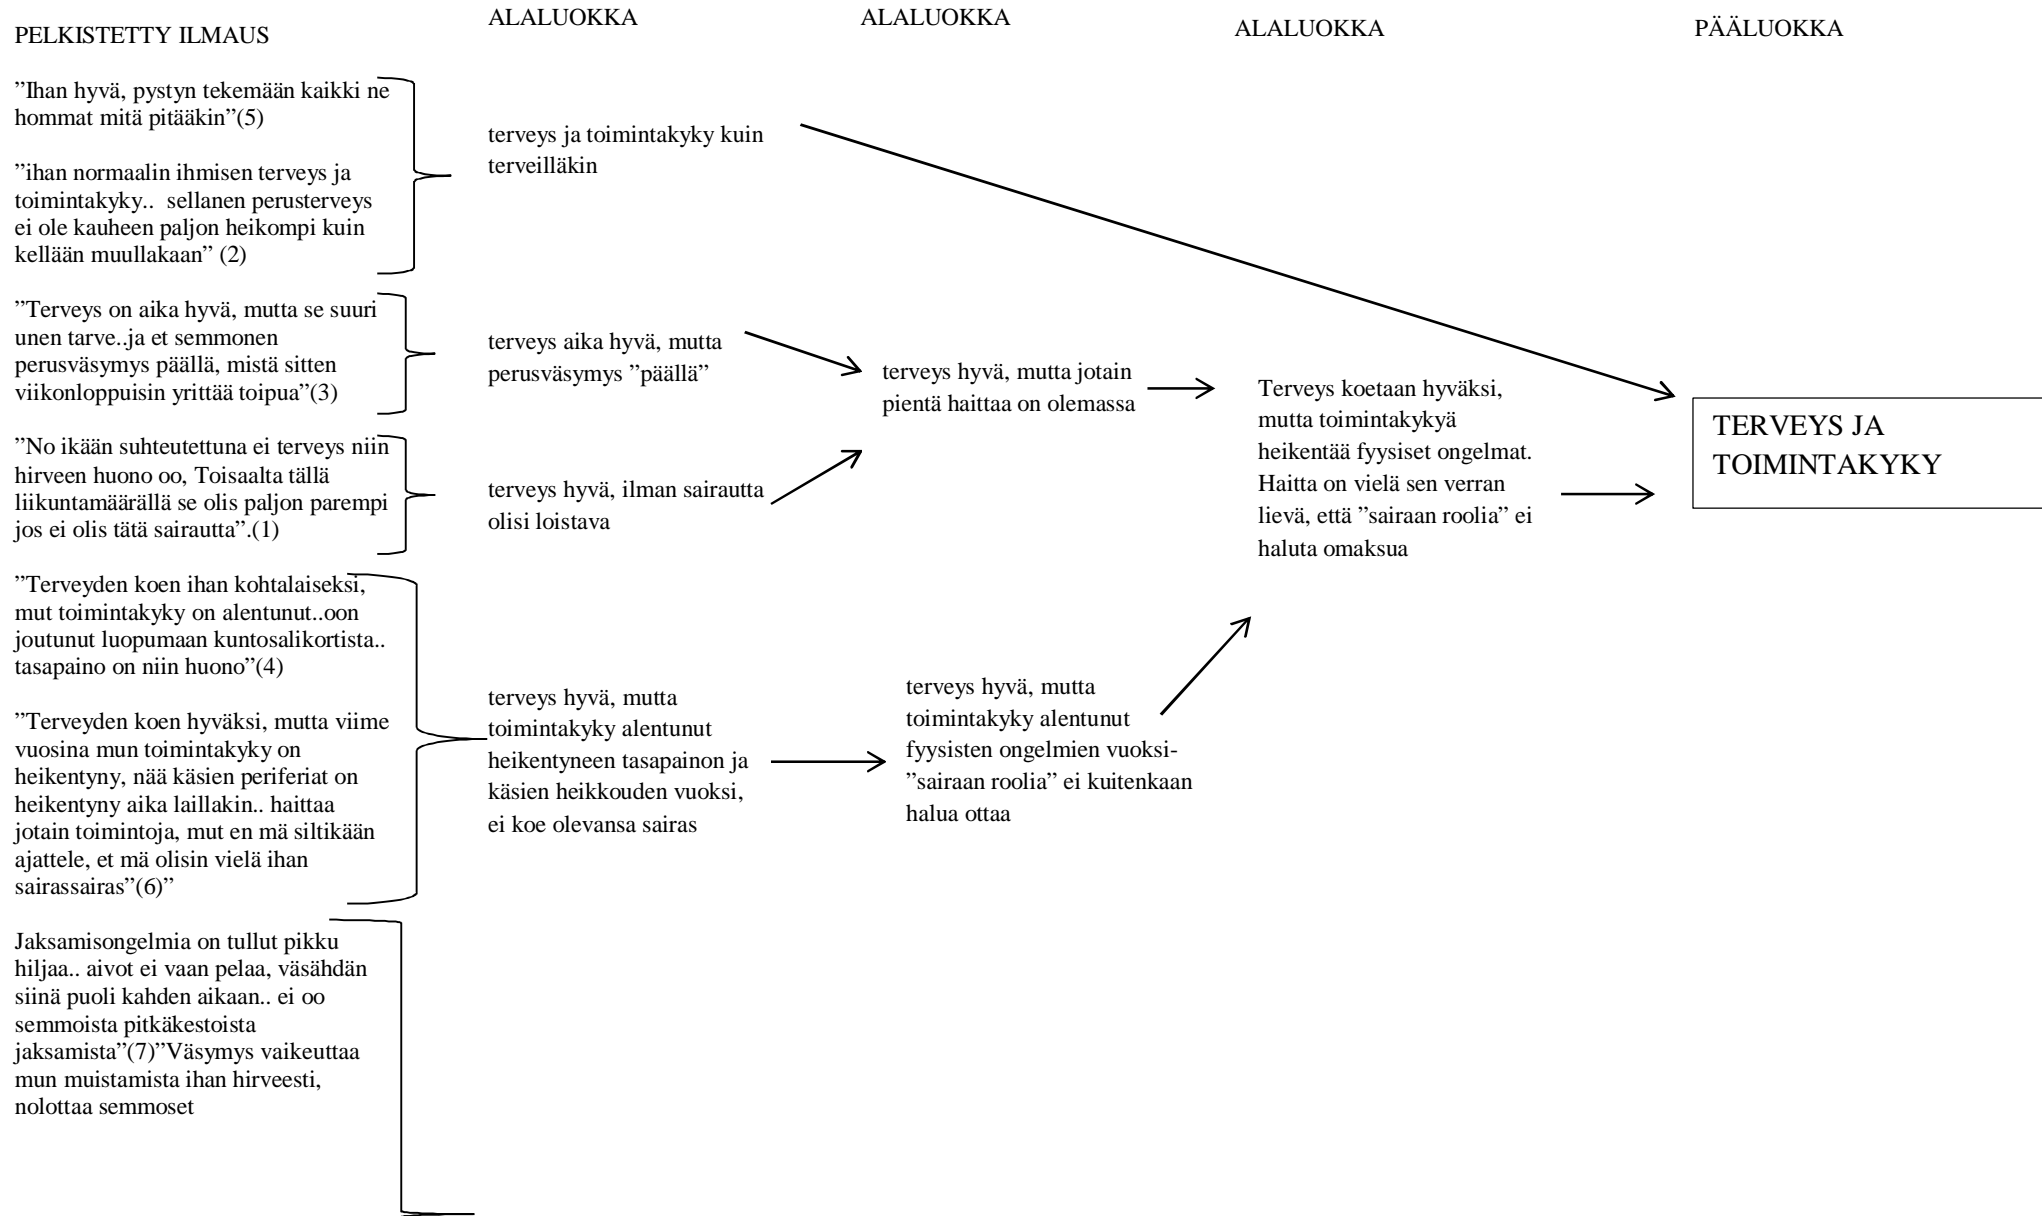 PELKISTETTY ILMAUS
ALALUOKKA
ALALUOKKA
ALALUOKKA
PÄÄLUOKKA
”Ihan hyvä, pystyn tekemään kaikki ne
hommat mitä pitääkin”(5)
”ihan normaalin ihmisen terveys ja
toimintakyky.. sellanen perusterveys
ei ole kauheen paljon heikompi kuin
kellään muullakaan” (2)
”Terveys on aika hyvä, mutta se suuri
unen tarve..ja et semmonen
perusväsymys päällä, mistä sitten
viikonloppuisin yrittää toipua”(3)
”No ikään suhteutettuna ei terveys niin
hirveen huono oo, Toisaalta tällä
liikuntamäärällä se olis paljon parempi
jos ei olis tätä sairautta”.(1)
”Terveyden koen ihan kohtalaiseksi,
mut toimintakyky on alentunut..oon
joutunut luopumaan kuntosalikortista..
tasapaino on niin huono”(4)
”Terveyden koen hyväksi, mutta viime
vuosina mun toimintakyky on
heikentyny, nää käsien periferiat on
heikentyny aika laillakin.. haittaa
jotain toimintoja, mut en mä siltikään
ajattele, et mä olisin vielä ihan
sairassairas”(6)”
Jaksamisongelmia on tullut pikku
hiljaa.. aivot ei vaan pelaa, väsähdän
siinä puoli kahden aikaan.. ei oo
semmoista pitkäkestoista
jaksamista”(7)”Väsymys vaikeuttaa
mun muistamista ihan hirveesti,
nolottaa semmoset
terveys ja toimintakyky kuin
terveilläkin
terveys aika hyvä, mutta
perusväsymys ”päällä”
terveys hyvä, ilman sairautta
olisi loistava
terveys hyvä, mutta
toimintakyky alentunut
heikentyneen tasapainon ja
käsien heikkouden vuoksi,
ei koe olevansa sairas
terveys hyvä, mutta jotain
pientä haittaa on olemassa
terveys hyvä, mutta
toimintakyky alentunut
fyysisten ongelmien vuoksi-
”sairaan roolia” ei kuitenkaan
halua ottaa
Terveys koetaan hyväksi,
mutta toimintakykyä
heikentää fyysiset ongelmat.
Haitta on vielä sen verran
lievä, että ”sairaan roolia” ei
haluta omaksua
TERVEYS JA
TOIMINTAKYKY